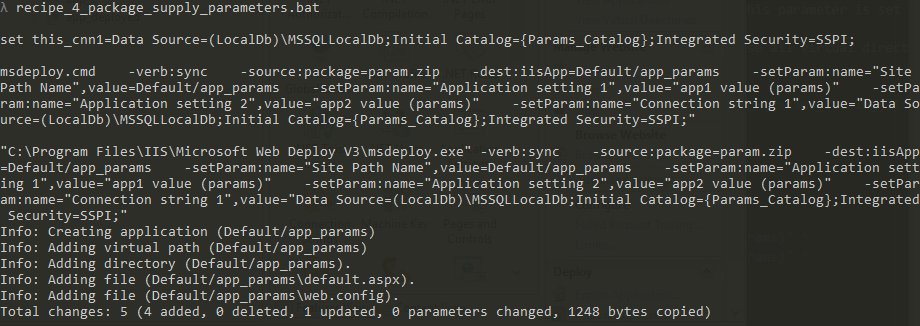 λ recipe_4_package_supply_parameters.bat
set this_cnn1=Data Source=(LocalDb)\MSSQLLocalDb;Initial Catalog={Params_Catalog};Integrated Security=SSPI;
msdeploy.cmd    -verb:sync    -source:package=param.zip    -dest:iisApp=Default/app_params    -setParam:name="Site
Path Name",value=Default/app_params    -setParam:name="Application setting 1",value="app1 value (params)"    -setPa
ram:name="Application setting 2",value="app2 value (params)"    -setParam:name="Connection string 1",value="Data So
urce=(LocalDb)\MSSQLLocalDb;Initial Catalog={Params_Catalog};Integrated Security=SSPI;"
"C:\Program Files\IIS\Microsoft Web Deploy V3\msdeploy.exe" -verb:sync    -source:package=param.zip    -dest:iisApp
=Default/app_params    -setParam:name="Site Path Name",value=Default/app_params    -setParam:name="Application sett
ing 1",value="app1 value (params)"    -setParam:name="Application setting 2",value="app2 value (params)"    -setPar
am:name="Connection string 1",value="Data Source=(LocalDb)\MSSQLLocalDb;Initial Catalog={Params_Catalog};Integrated
 Security=SSPI;"
Info: Creating application (Default/app_params)
Info: Adding virtual path (Default/app_params)
Info: Adding directory (Default/app_params).
Info: Adding file (Default/app_params\default.aspx).
Info: Adding file (Default/app_params\web.config).
Total changes: 5 (4 added, 0 deleted, 1 updated, 0 parameters changed, 1248 bytes copied)